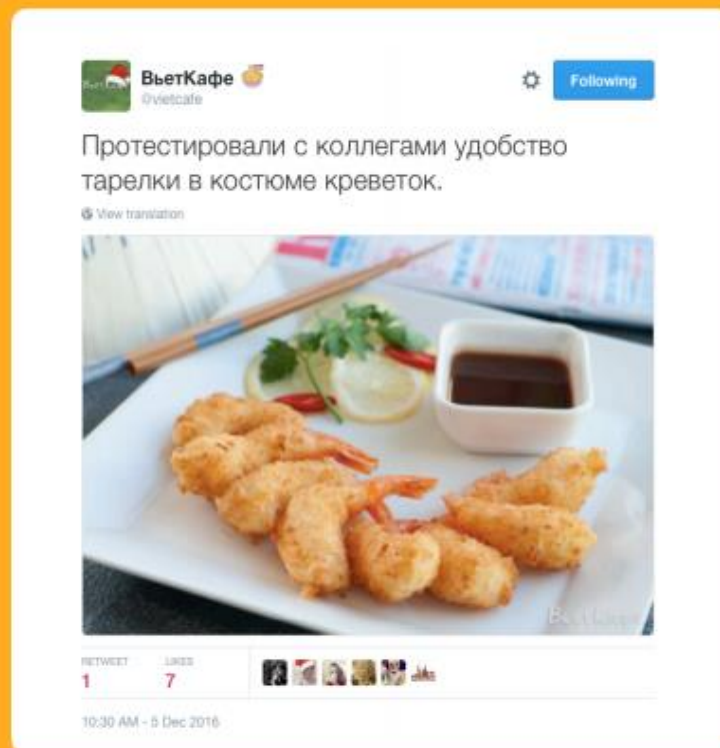 ВьетКафе
@vietcafe
Following
Протестировали с коллегами удобство
тарелки в костюме креветок.
View translation
ВьетКафе
RETWEET
LIKES
1
7
10:30 AM - 5 Dec 2016